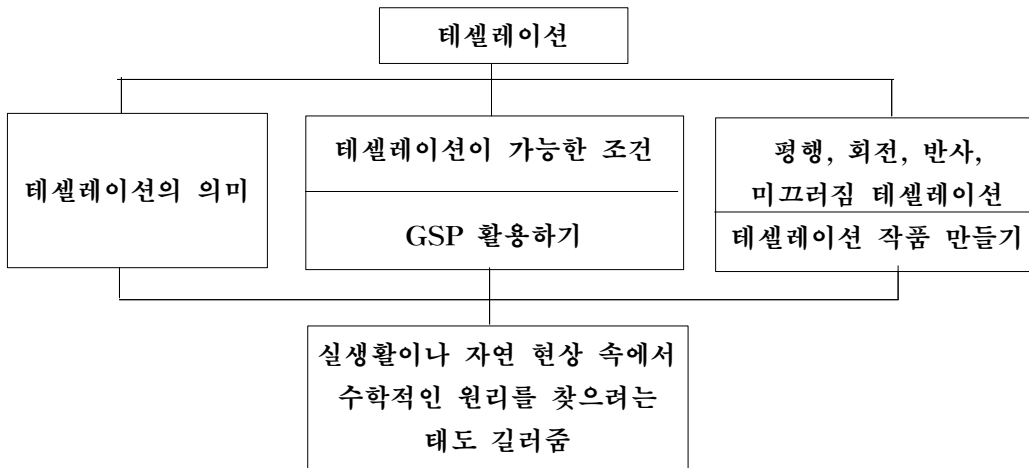 테셀레이션
테셀레이션의 의미
테셀레이션이 가능한 조건
GSP 활용하기
평행, 회전, 반사,
미끄러짐 테셀레이션
테셀레이션 작품 만들기
실생활이나 자연 현상 속에서
수학적인 원리를 찾으려는
태도 길러줌